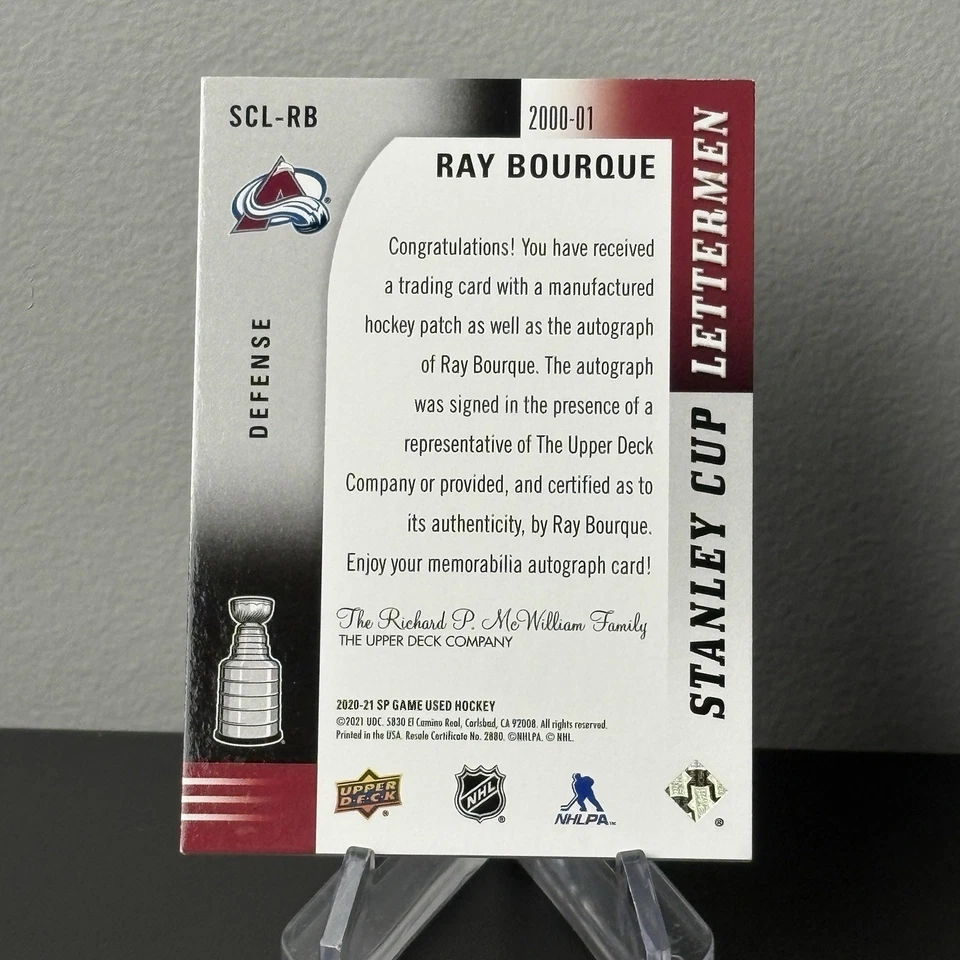 SCL-RB
2000-01
RAY BOURQUE
DEFENSE
Congratulations! You have received
a trading card with a manufactured
hockey patch as well as the autograph
of Ray Bourque. The autograph
was signed in the presence of a
representative of The Upper Deck
Company or provided, and certified as to
its authenticity, by Ray Bourque.
Enjoy your memorabilia autograph card!
The Richard P. McWilliam Family
THE UPPER DECK COMPANY
2020-21 SP GAME USED HOCKEY
©2021 UDC. 5830 El Camino Real, Carlsbad, CA 92008. All rights reserved.
Printed in the USA. Resale Certificate No. 2880. ©NHLPA. © NHL.
STANLEY CUP LETTERMEN
UPPER
DECK
NHL
NHLPA